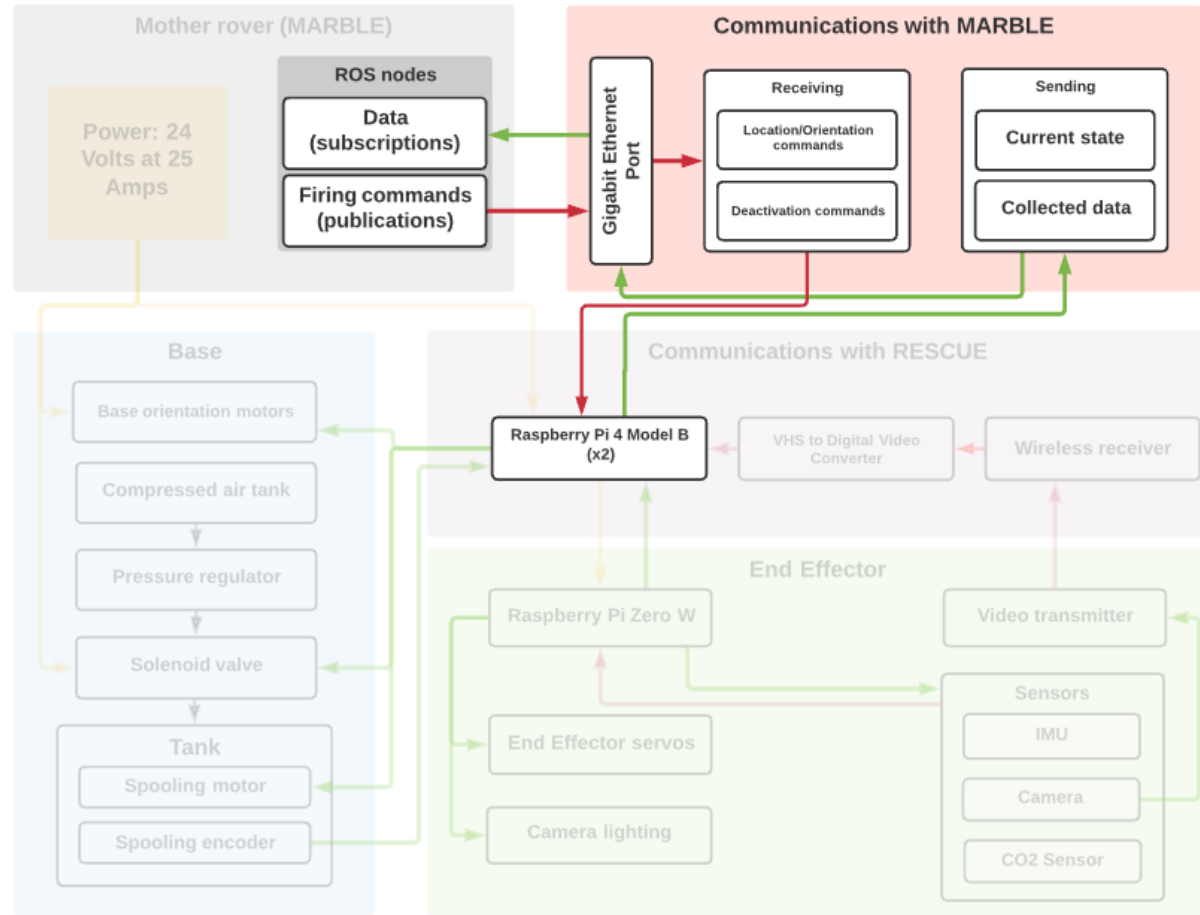 Mother rover (MARBLE)
Power: 24
Volts at 25
Amps
ROS nodes
Data
(subscriptions)
Firing commands
(publications)
Communications with MARBLE
Gigabit Ethernet
Port
Receiving
Location/Orientation
commands
Deactivation commands
Sending
Current state
Collected data
Base
Base orientation motors
Compressed air tank
Pressure regulator
Solenoid valve
Tank
Spooling motor
Spooling encoder
Communications with RESCUE
Raspberry Pi 4 Model B
(x2)
VHS to Digital Video
Converter
Wireless receiver
End Effector
Raspberry Pi Zero W
End Effector servos
Camera lighting
Video transmitter
Sensors
IMU
Camera
CO2 Sensor